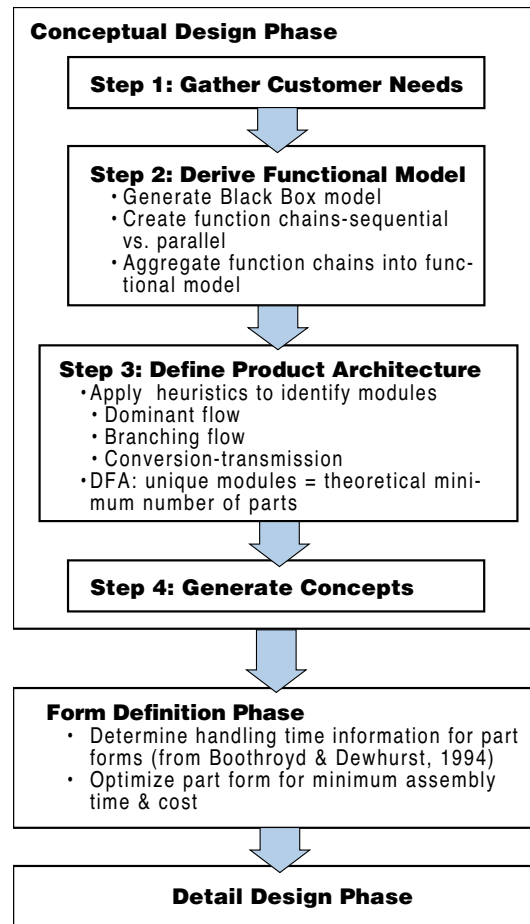 Conceptual Design Phase
Step 1: Gather Customer Needs
Step 2: Derive Functional Model
• Generate Black Box model
• Create function chains-sequential
vs. parallel
• Aggregate function chains into func-
tional model
Step 3: Define Product Architecture
•Apply heuristics to identify modules
• Dominant flow
• Branching flow
• Conversion-transmission
•DFA: unique modules = theoretical mini-
mum number of parts
Step 4: Generate Concepts
Form Definition Phase
• Determine handling time information for part
forms (from Boothroyd & Dewhurst, 1994)
• Optimize part form for minimum assembly
time & cost
Detail Design Phase